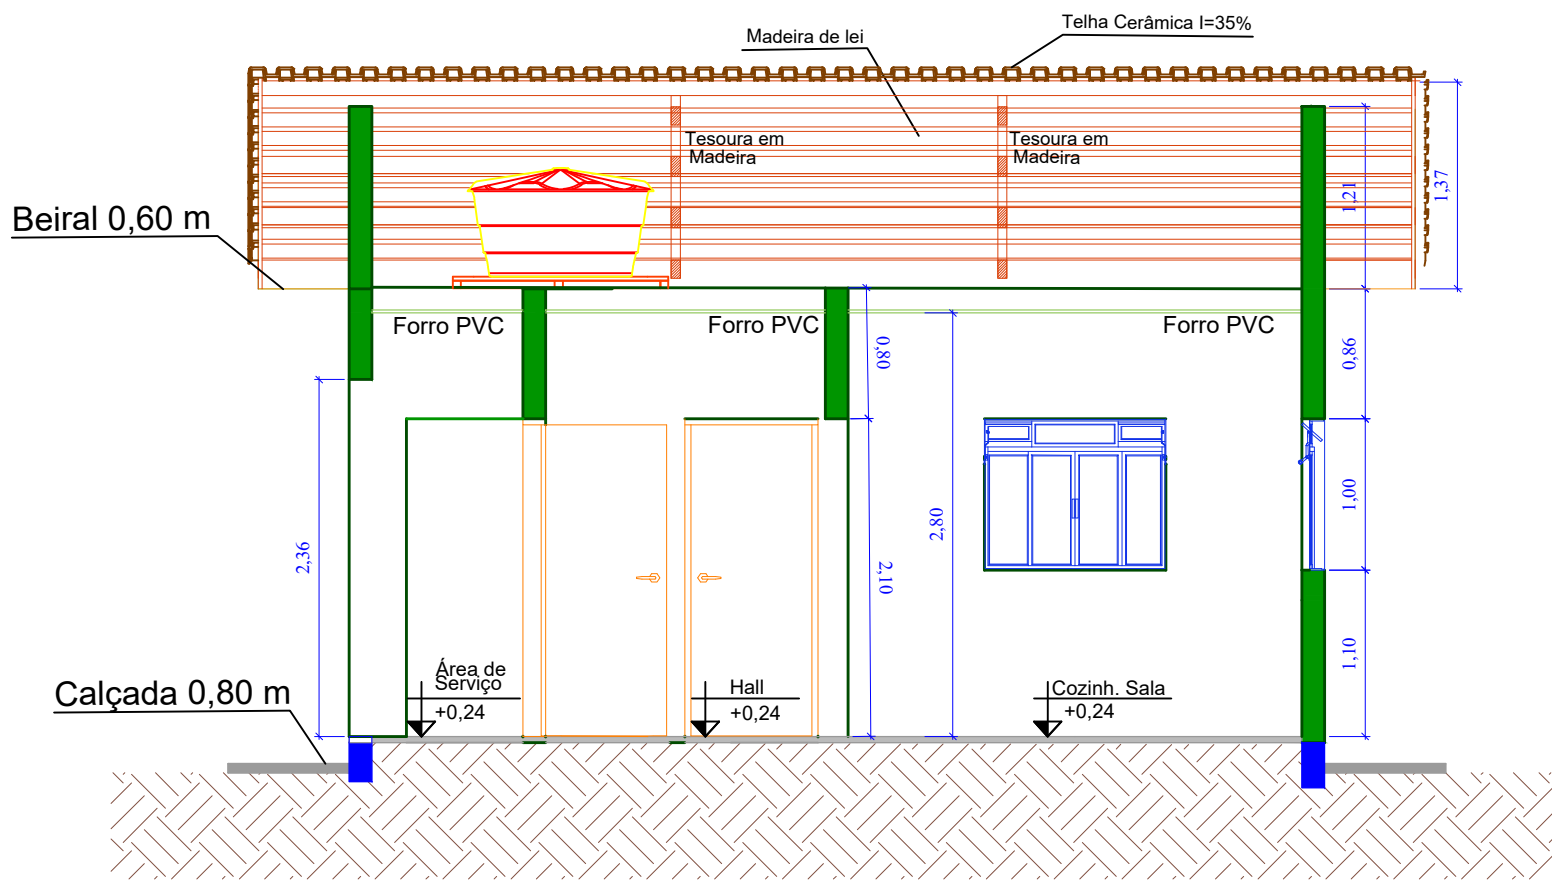 Telha Cerâmica I=35%
Madeira de lei
Tesoura em
Madeira
Tesoura em
Madeira
1,21
1,37
Beiral 0,60 m
Forro PVC
Forro PVC
Forro PVC
0,80
0,86
2,36
2,80
1,00
2,10
1,10
Área de
Serviço
+0,24
Hall
+0,24
Cozinh. Sala
+0,24
Calçada 0,80 m